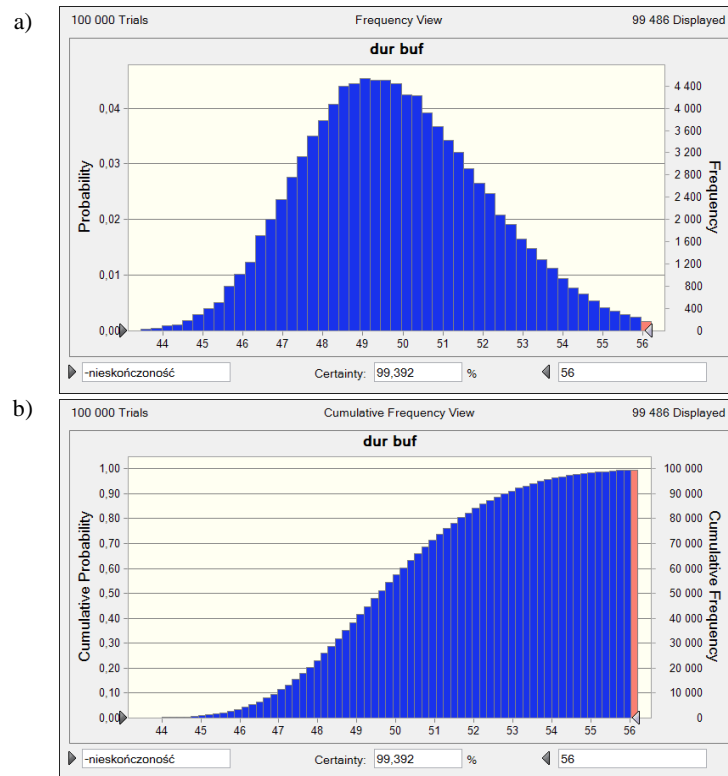 a)
100 000 Trials Frequency View 99 486 Displayed
dur buf
Probability
0,04
0,03
0,02
0,01
0,00
4 400
4 000
3 600
3 200
2 800
2 400
2 000
1 600
1 200
800
400
0
Frequency
44 45 46 47 48 49 50 51 52 53 54 55 56
-nieskończoność Certainty: 99,392 % 56
b)
100 000 Trials Cumulative Frequency View 99 486 Displayed
dur buf
Cumulative Probability
1,00
0,90
0,80
0,70
0,60
0,50
0,40
0,30
0,20
0,10
0,00
100 000
90 000
80 000
70 000
60 000
50 000
40 000
30 000
20 000
10 000
0
Cumulative Frequency
44 45 46 47 48 49 50 51 52 53 54 55 56
-nieskończoność Certainty: 99,392 % 56